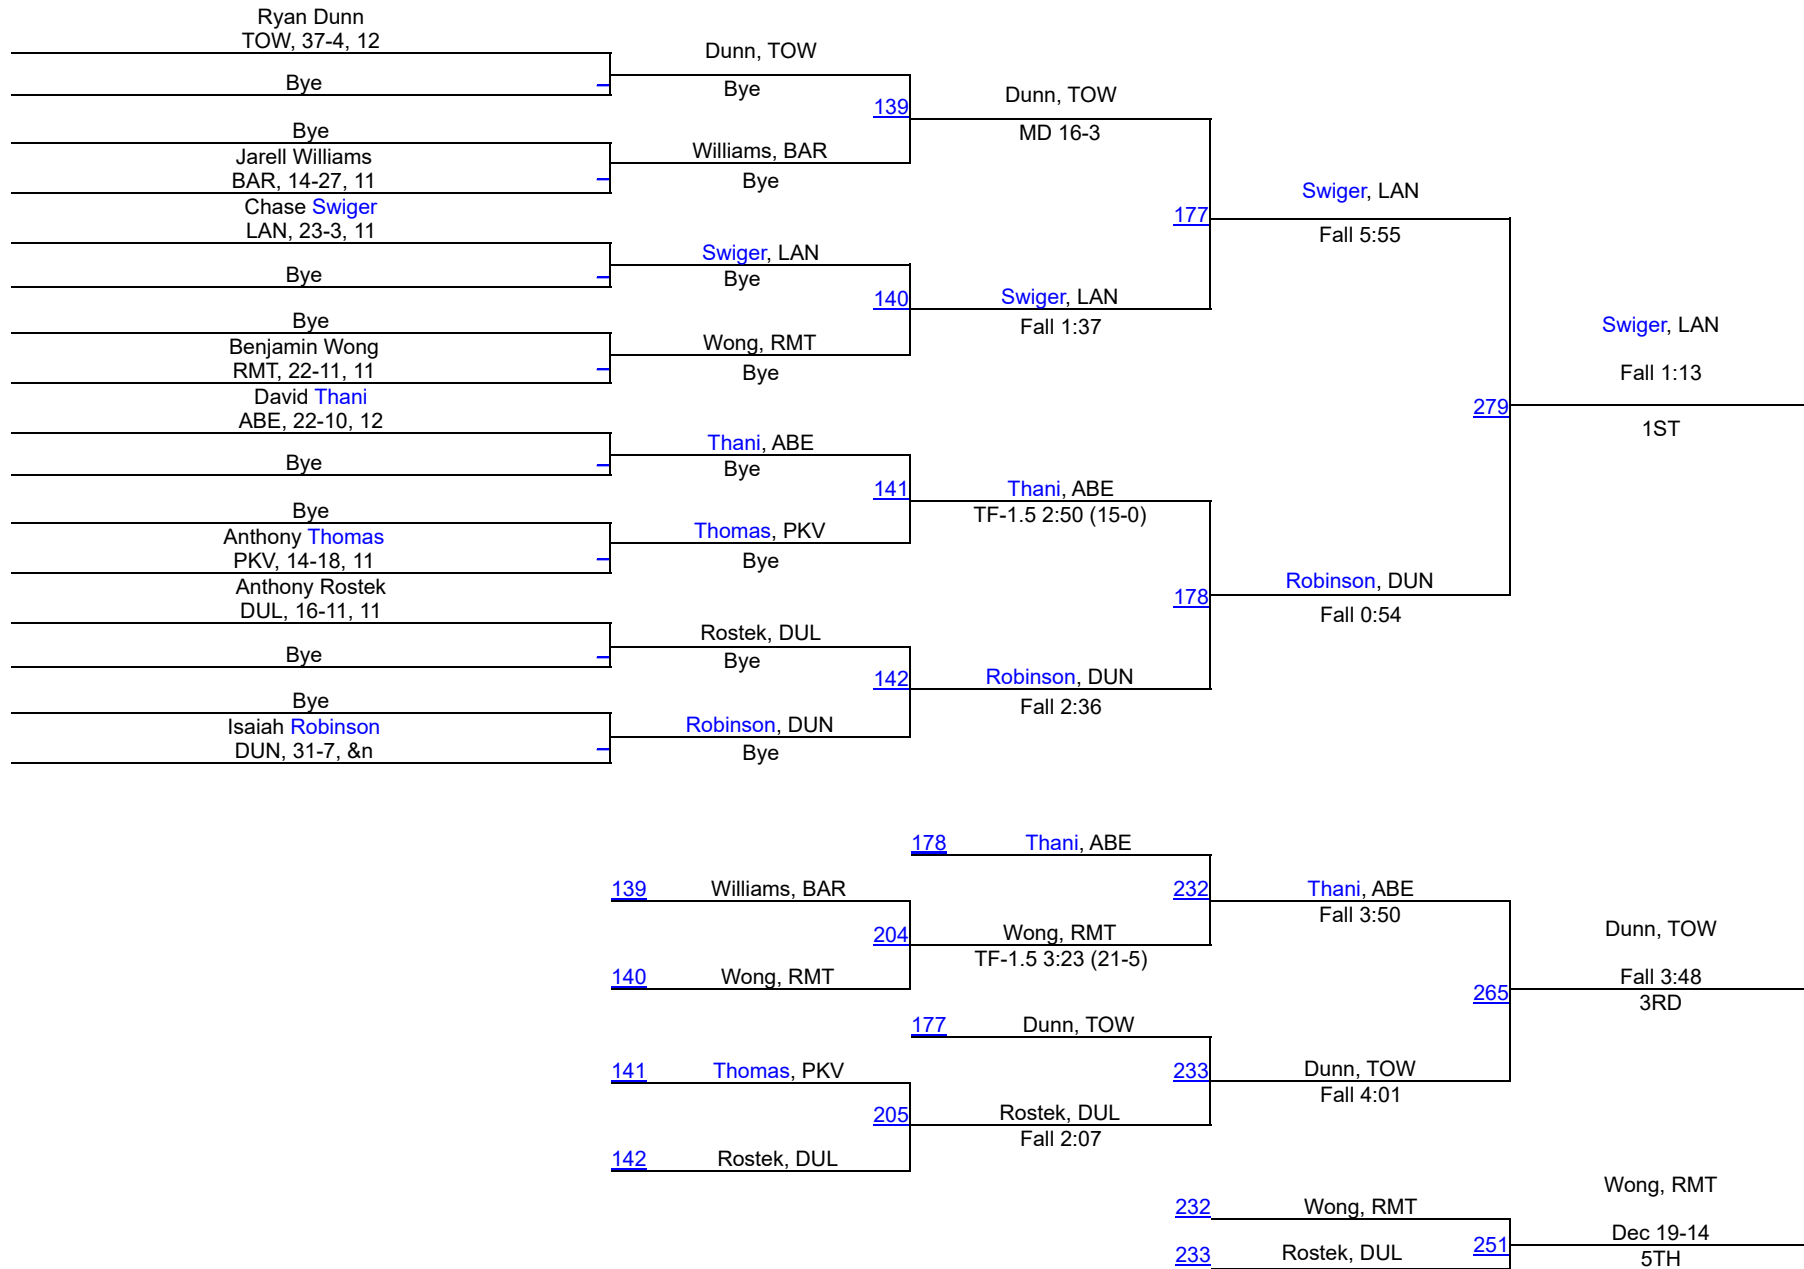 Ryan Dunn
TOW, 37-4, 12
Bye
Bye
Jarell Williams
BAR, 14-27, 11
Chase Swiger
LAN, 23-3, 11
Bye
Bye
Benjamin Wong
RMT, 22-11, 11
David Thani
ABE, 22-10, 12
Bye
Bye
Anthony Thomas
PKV, 14-18, 11
Anthony Rostek
DUL, 16-11, 11
Bye
Bye
Isaiah Robinson
DUN, 31-7, &n
Dunn, TOW
Bye
139
Williams, BAR
Bye
Swiger, LAN
Bye
140
Wong, RMT
Bye
Thani, ABE
Bye
141
Thomas, PKV
Bye
Rostek, DUL
Bye
142
Robinson, DUN
Bye
Dunn, TOW
MD 16-3
177
Swiger, LAN
Fall 1:37
Thani, ABE
TF-1.5 2:50 (15-0)
178
Robinson, DUN
Fall 2:36
Swiger, LAN
Fall 5:55
279
Robinson, DUN
Fall 0:54
Swiger, LAN
Fall 1:13
1ST
139 Williams, BAR
204
140 Wong, RMT
141 Thomas, PKV
205
142 Rostek, DUL
178 Thani, ABE
232
Wong, RMT
TF-1.5 3:23 (21-5)
177 Dunn, TOW
233
Rostek, DUL
Fall 2:07
Thani, ABE
Fall 3:50
265
Dunn, TOW
Fall 4:01
Dunn, TOW
Fall 3:48
3RD
232 Wong, RMT
251
233 Rostek, DUL
Wong, RMT
Dec 19-14
5TH